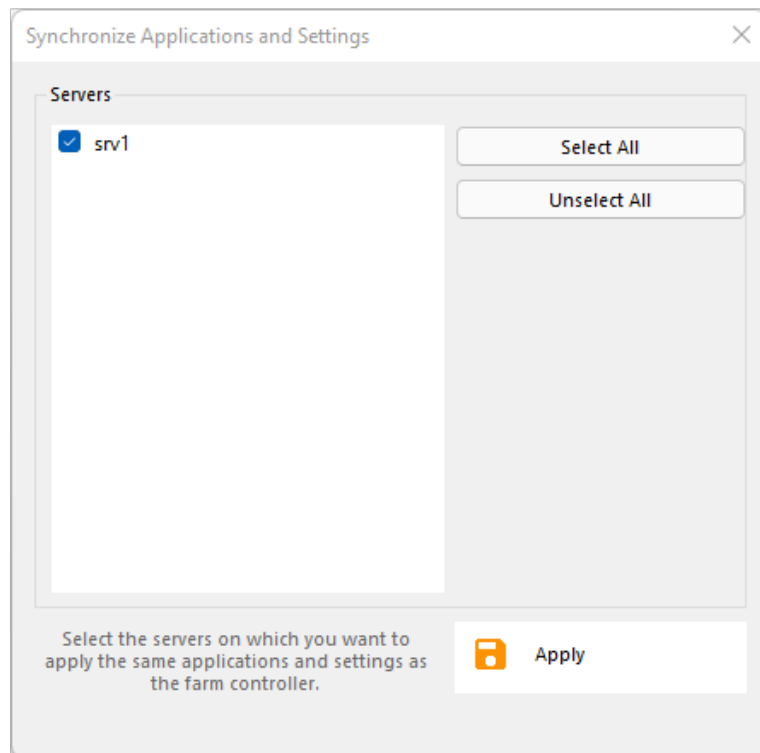 Synchronize Applications and Settings
Servers
srv1
Select All
Unselect All
Select the servers on which you want to
apply the same applications and settings as
the farm controller.
Apply